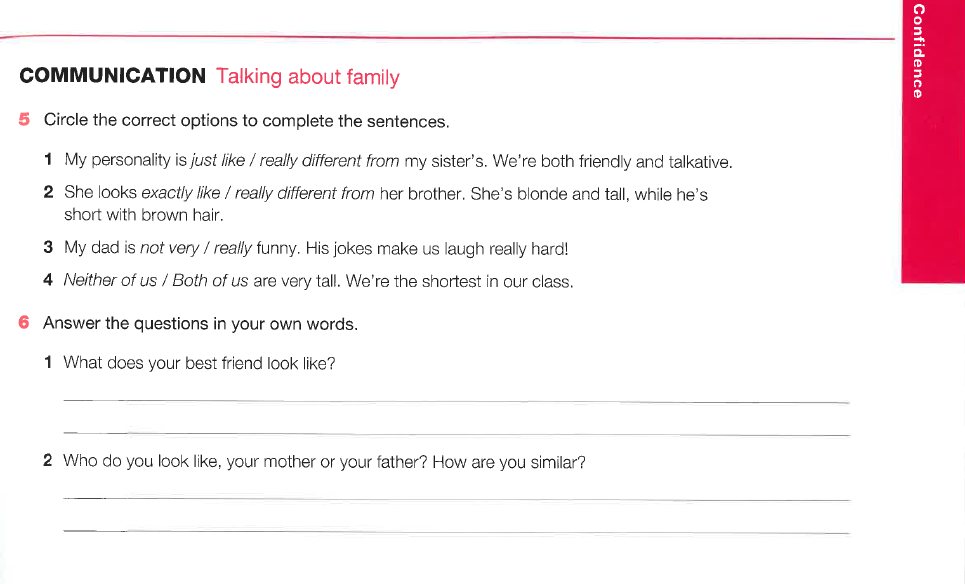 Confidence
COMMUNICATION Talking about family
5 Circle the correct options to complete the sentences.
1 My personality is just like / really different from my sister's. We're both friendly and talkative.
2 She looks exactly like / really different from her brother. She's blonde and tall, while he's
short with brown hair.
3 My dad is not very / really funny. His jokes make us laugh really hard!
4 Neither of us / Both of us are very tall. We're the shortest in our class.
6 Answer the questions in your own words.
1 What does your best friend look like?
2 Who do you look like, your mother or your father? How are you similar?